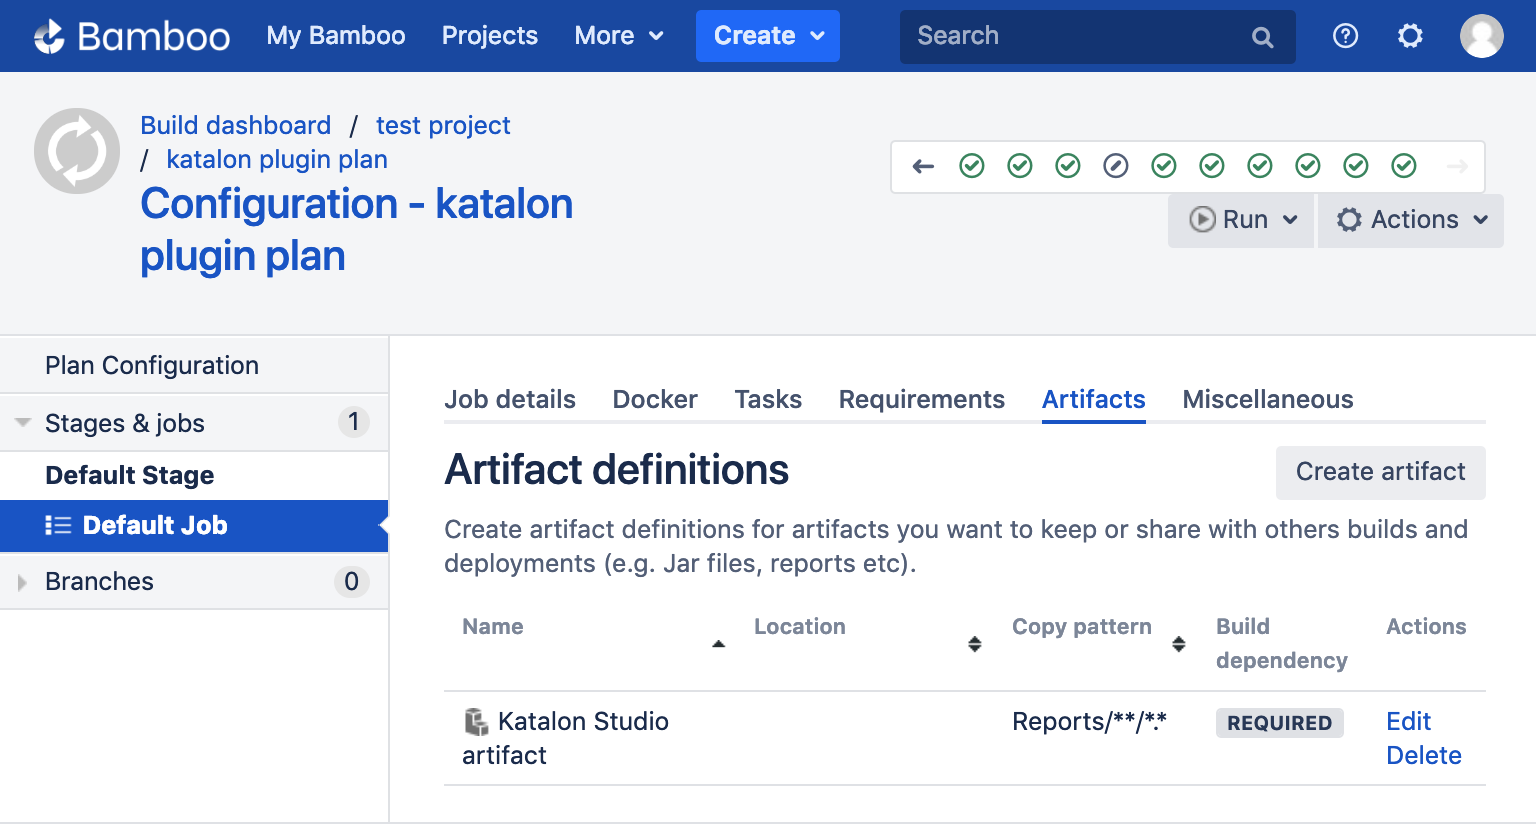 Bamboo My Bamboo Projects More Create Search
Build dashboard / test project
/ katalon plugin plan
Configuration - katalon
plugin plan
Run Actions
Plan Configuration
Stages & jobs 1
Default Stage
Default Job
Branches 0
Job details Docker Tasks Requirements Artifacts Miscellaneous
Artifact definitions
Create artifact
Create artifact definitions for artifacts you want to keep or share with others builds and
deployments (e.g. Jar files, reports etc).
Name Location Copy pattern Build Actions
dependency
Katalon Studio Reports/**/*.* REQUIRED Edit
artifact Delete